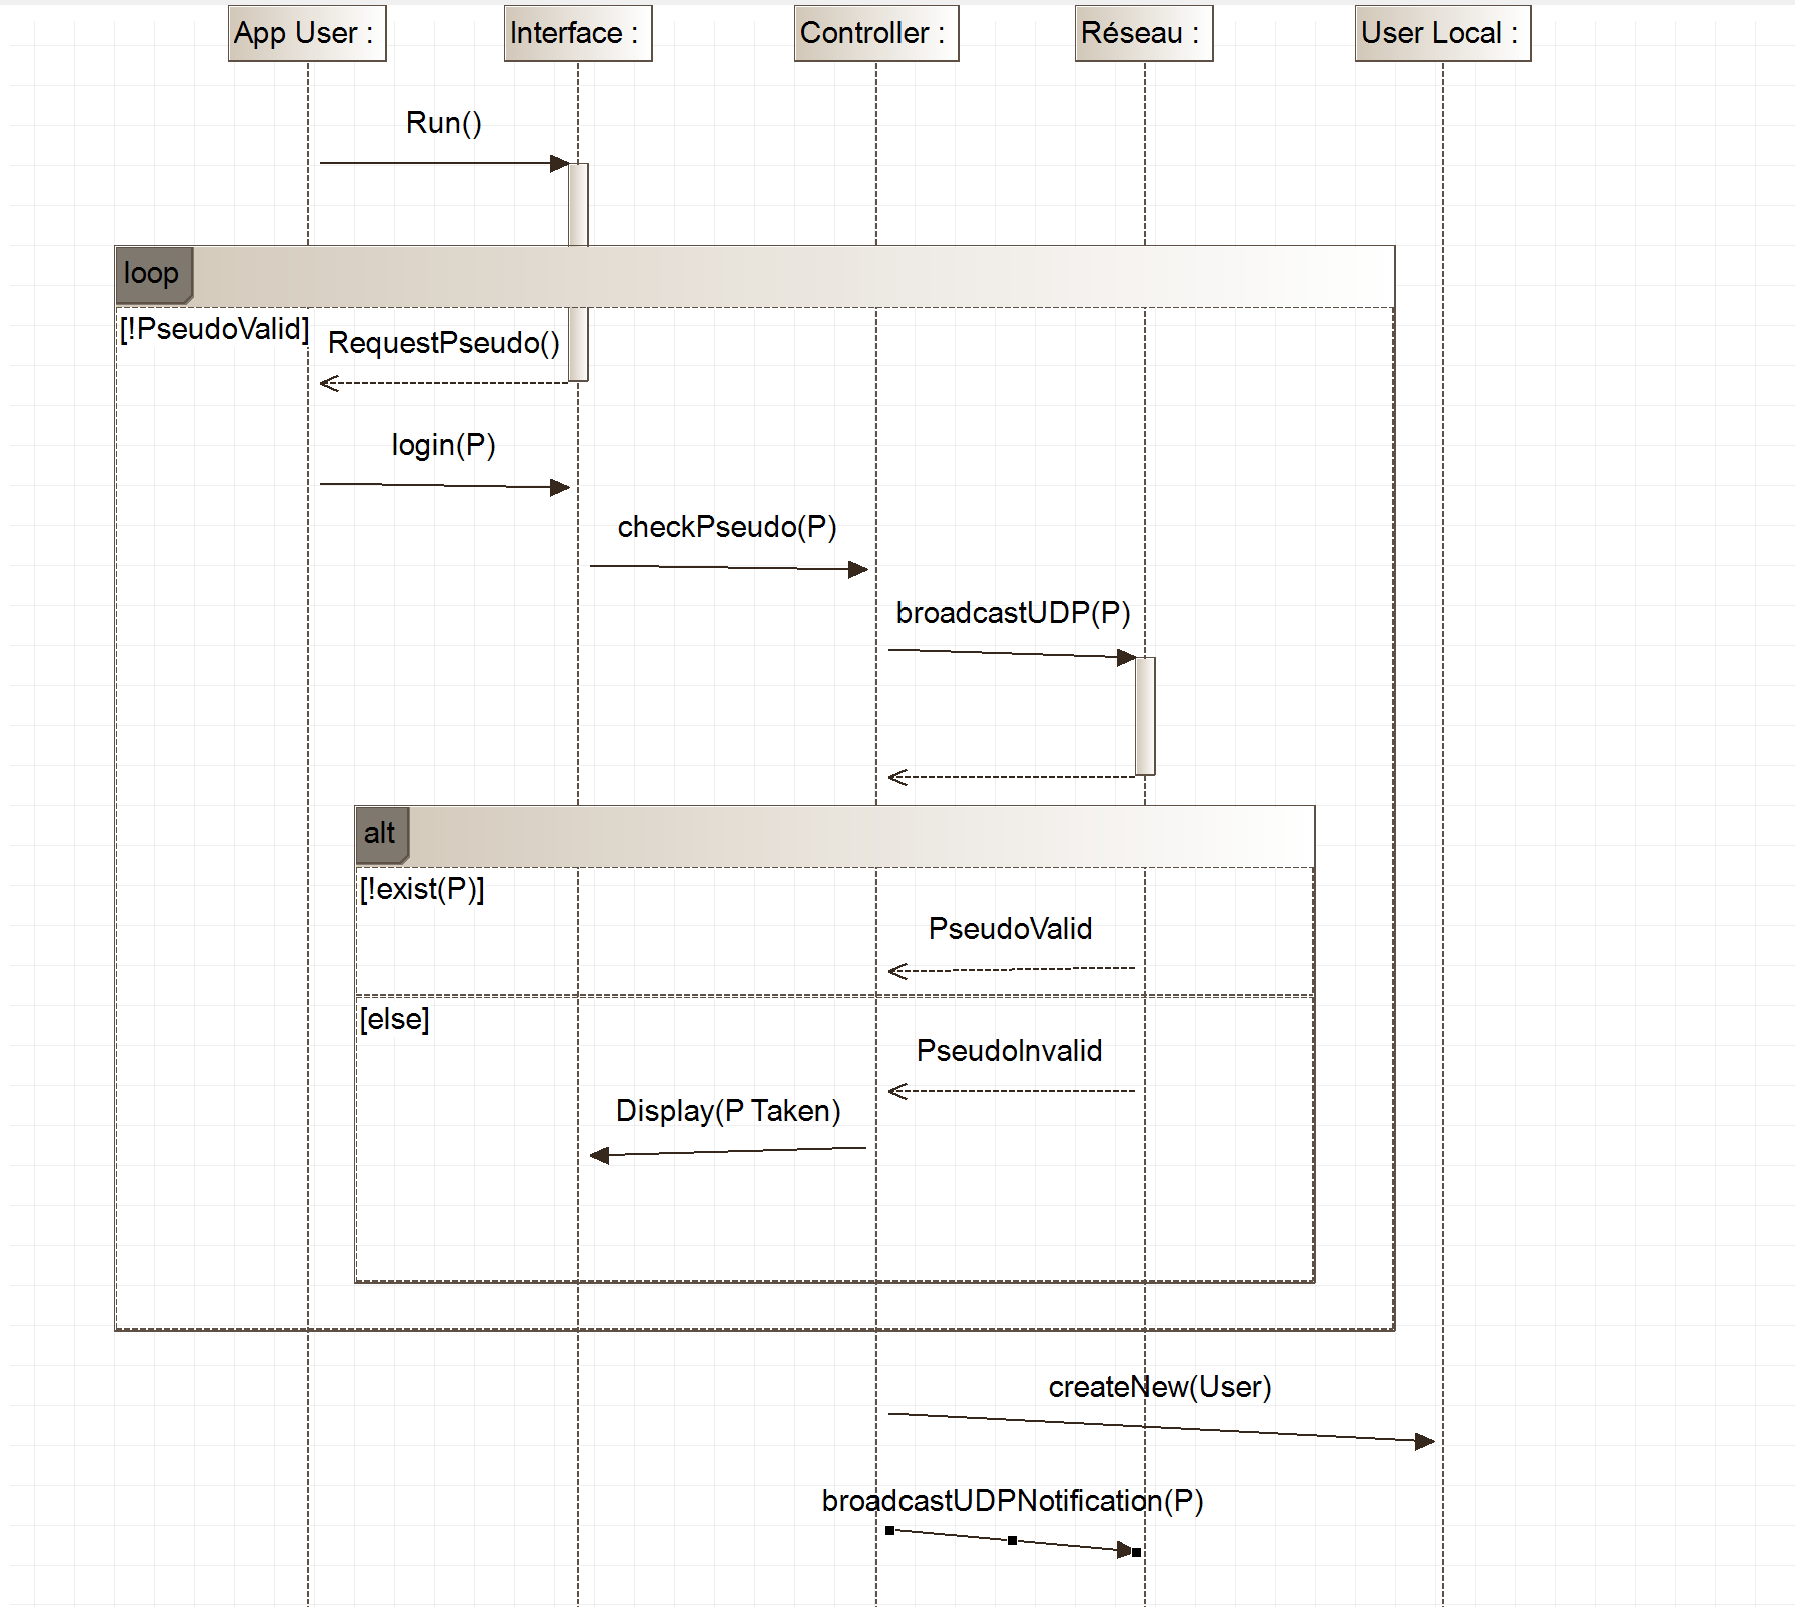 App User :
Interface :
Controller :
Réseau :
User Local :
Run()
loop
[!PseudoValid]
RequestPseudo()
login(P)
checkPseudo(P)
broadcastUDP(P)
alt
[!exist(P)]
PseudoValid
[else]
PseudoInvalid
Display(P Taken)
createNew(User)
broadcastUDPNotification(P)